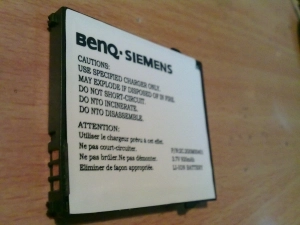 BenQ-SIEMENS
CAUTIONS:
USE SPECIFIED CHARGER ONLY.
MAY EXPLODE IF DISPOSED OF IN FIRE.
DO NOT SHORT-CIRCUIT.
DO NTO INCINERATE.
DO NTO DISASSEMBLE.
ATTENTION:
Utiliser le chargeur prévu à cet effet.
Ne pas court-circuiter.
Ne pas brûler. Ne pas démonter.
Eliminer de façon appropriée.
3.7V
LI-ION BATTERY